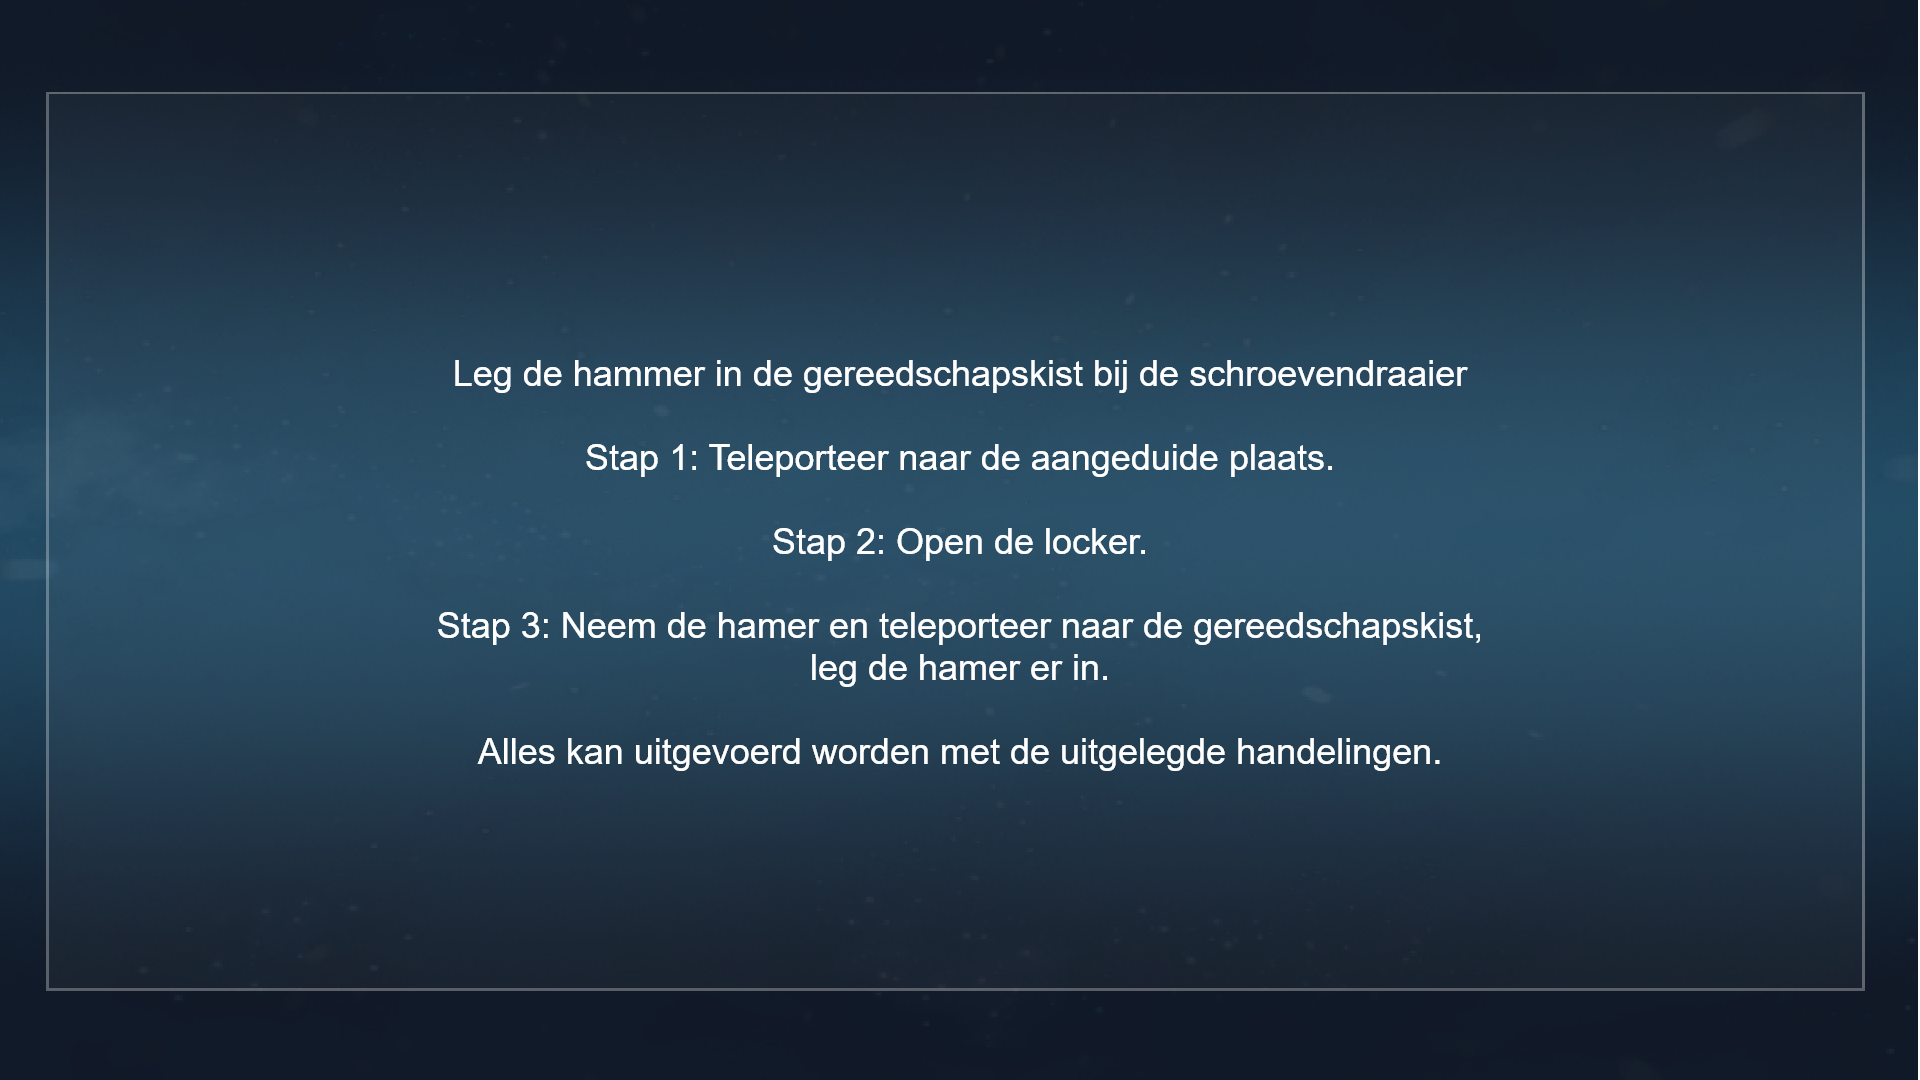 Leg de hammer in de gereedschapskist bij de schroevendraaier
Stap 1: Teleporteer naar de aangeduide plaats.
Stap 2: Open de locker.
Stap 3: Neem de hamer en teleporteer naar de gereedschapskist,
leg de hamer er in.
Alles kan uitgevoerd worden met de uitgelegde handelingen.